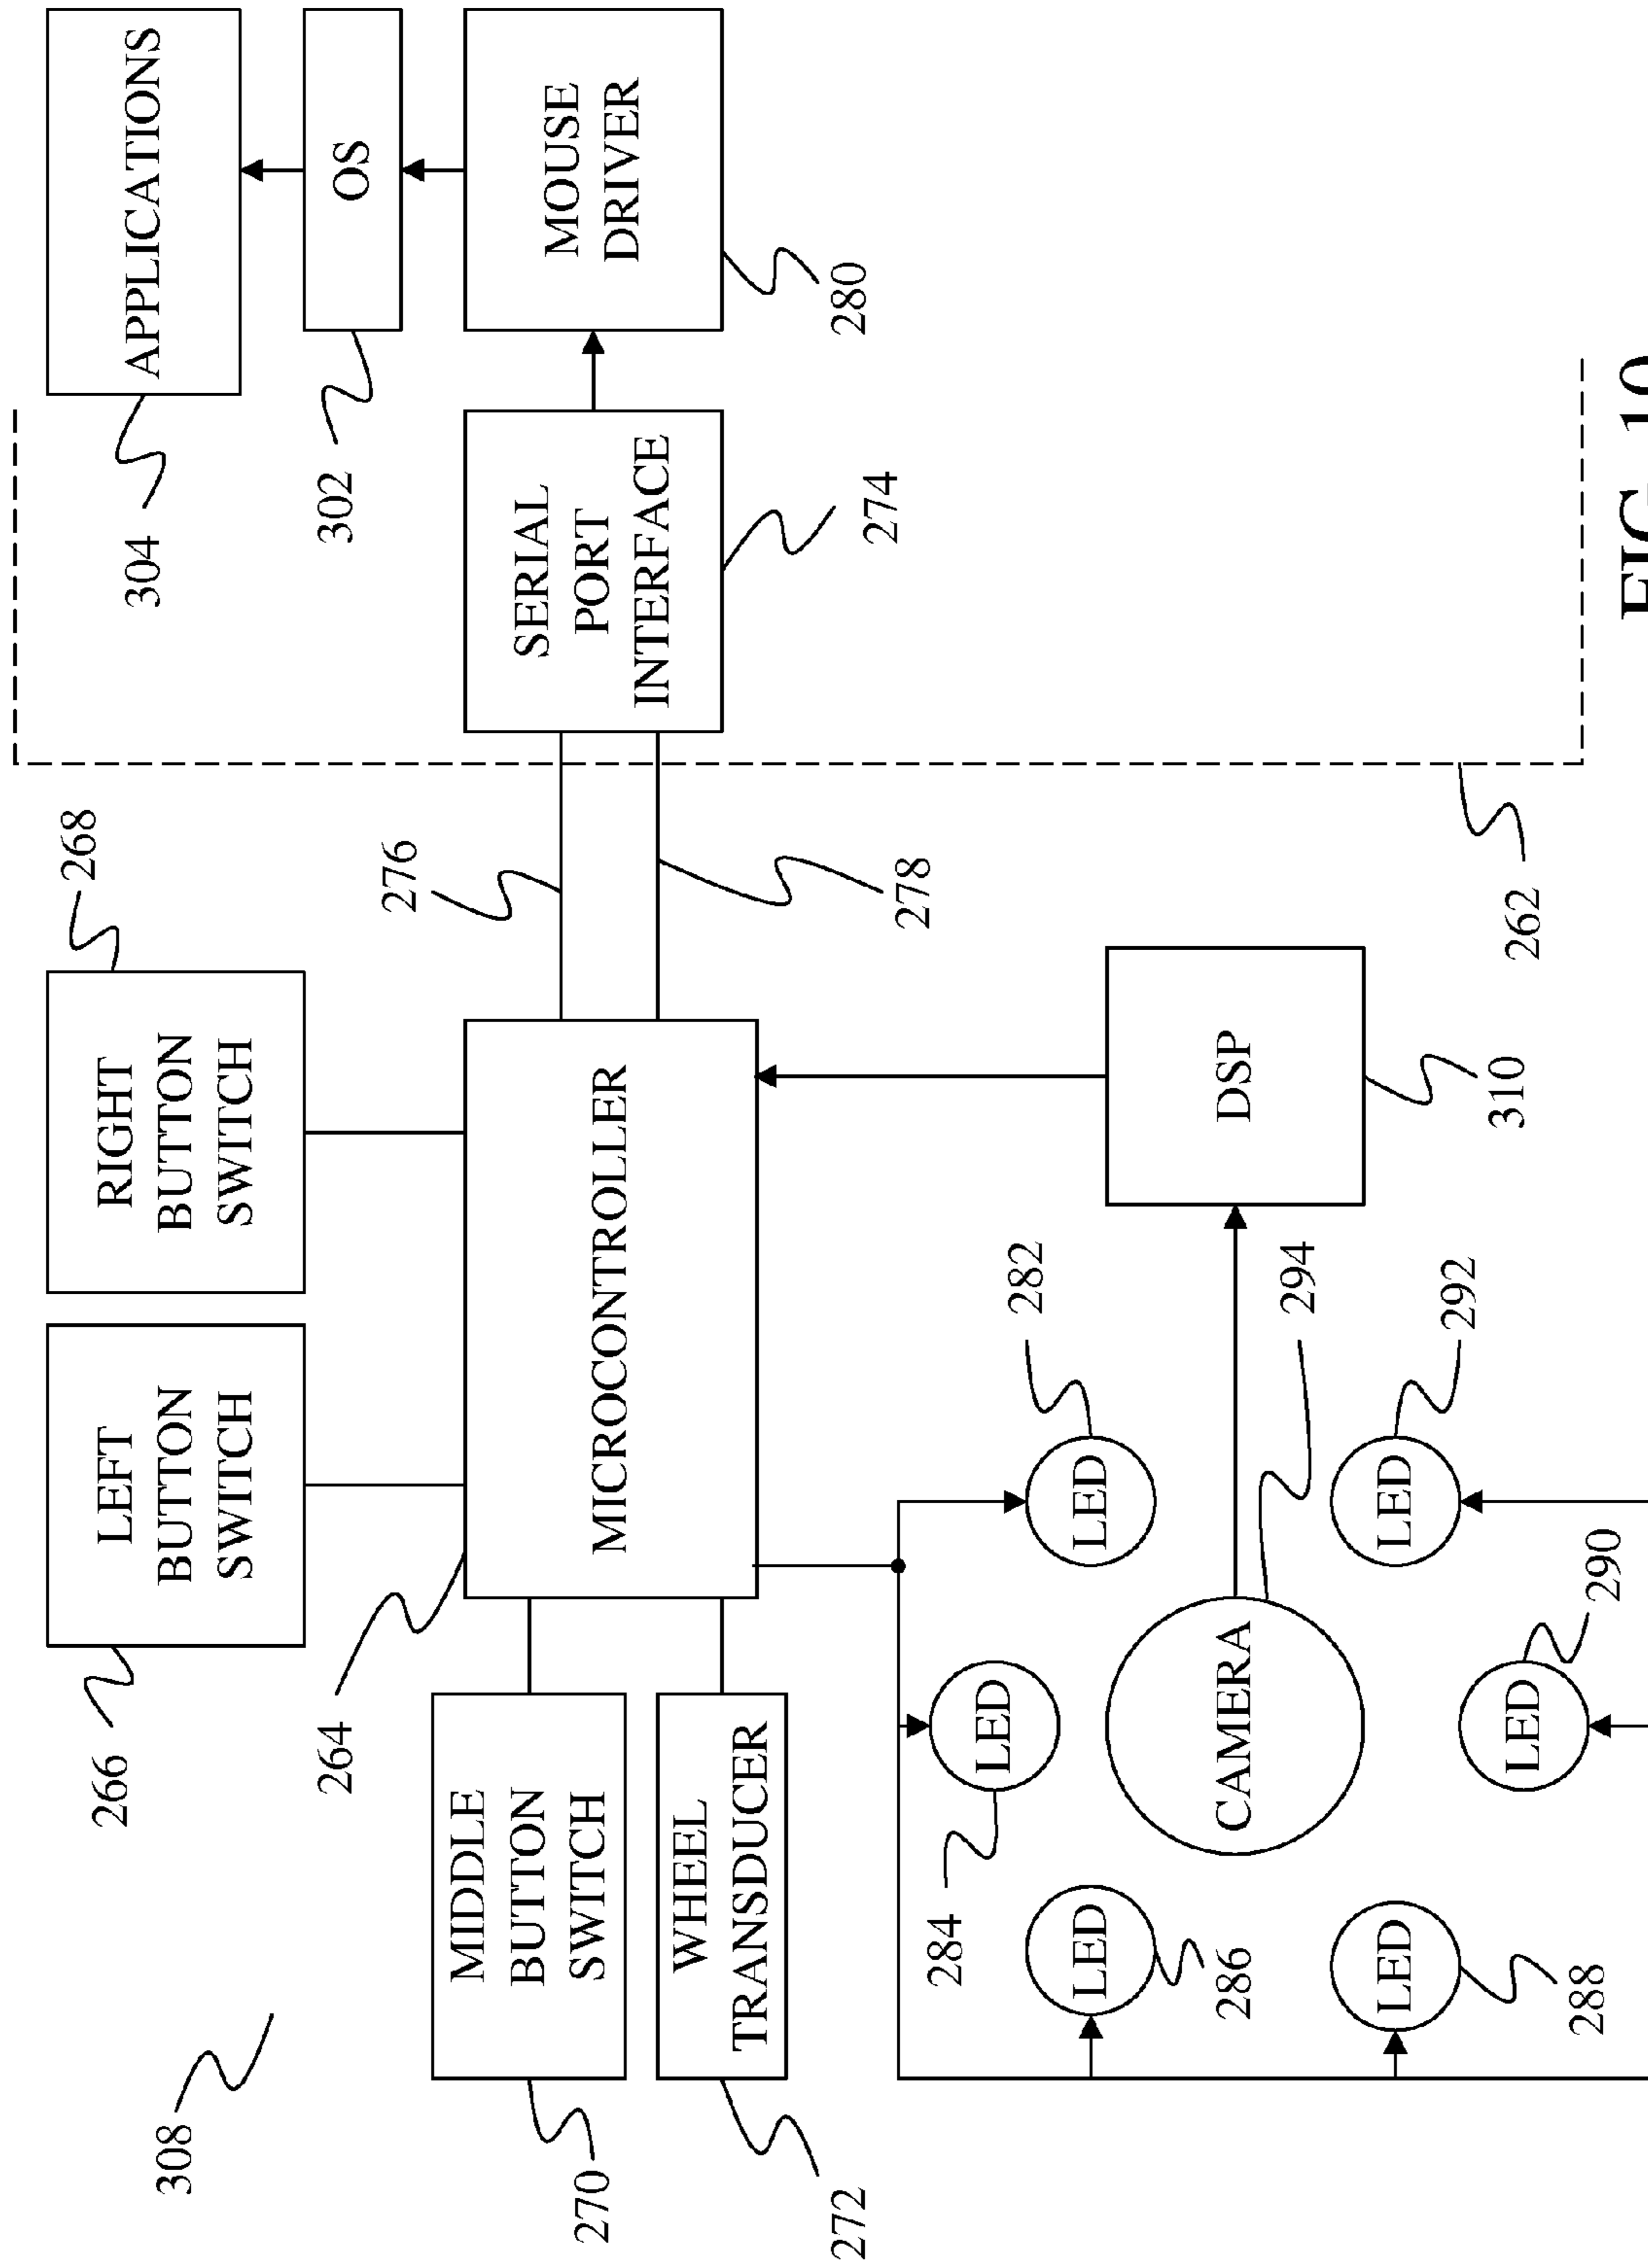 308
266
LEFT
BUTTON
SWITCH
RIGHT
BUTTON
SWITCH
268
304
APPLICATIONS
264
302
OS
276
270
MIDDLE
BUTTON
SWITCH
272
WHEEL
TRANSDUCER
MICROCONTROLLER
SERIAL
PORT
INTERFACE
MOUSE
DRIVER
278
274
280
284
LED
282
LED
LED
286
CAMERA
294
DSP
310
LED
288
LED
292
LED
290
262
FIG.